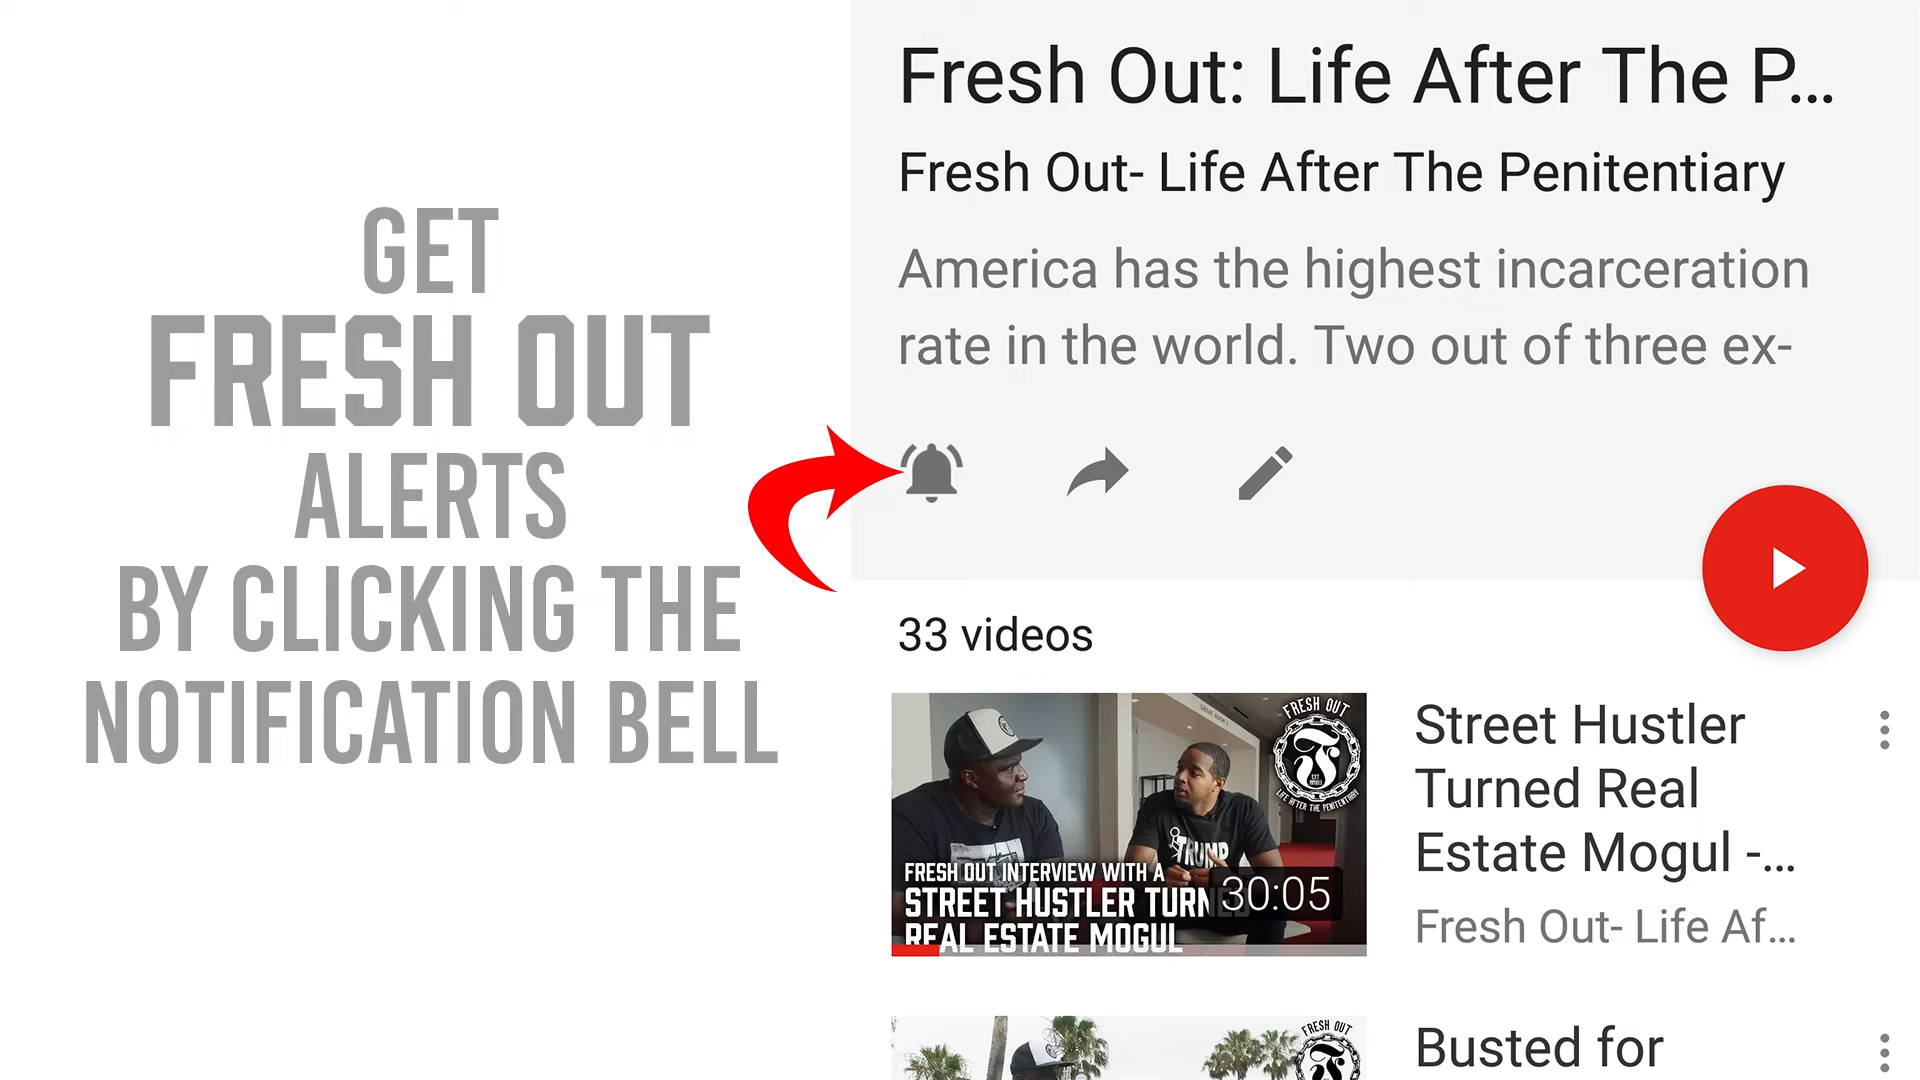 GET
FRESH OUT
ALERTS
BY CLICKING THE
NOTIFICATION BELL
Fresh Out: Life After The P...
Fresh Out- Life After The Penitentiary
America has the highest incarceration
rate in the world. Two out of three ex-
33 videos
FRESH OUT
EST
LIFE AFTER THE PENITENTIARY
TRUMP
FRESH OUT INTERVIEW WITH A
STREET HUSTLER TURNED
REAL ESTATE MOGUL
30:05
Street Hustler
Turned Real
Estate Mogul -...
Fresh Out- Life Af...
FRESH OUT
Busted for